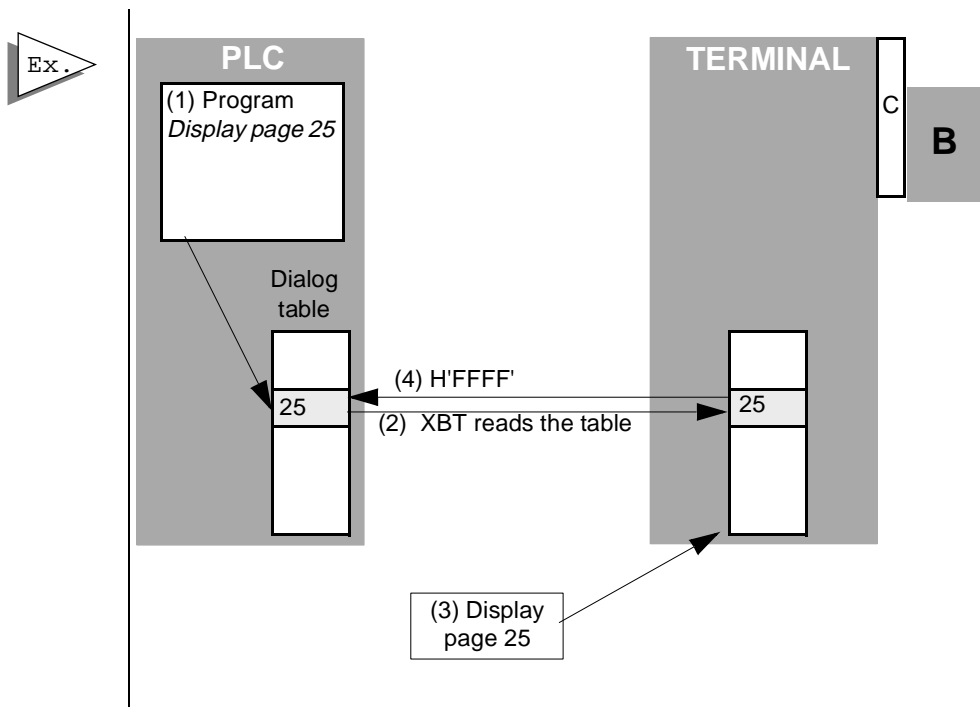 Ex.
PLC
TERMINAL
(1) Program
Display page 25
C
B
Dialog
table
(4) H'FFFF'
25
25
(2) XBT reads the table
(3) Display
page 25